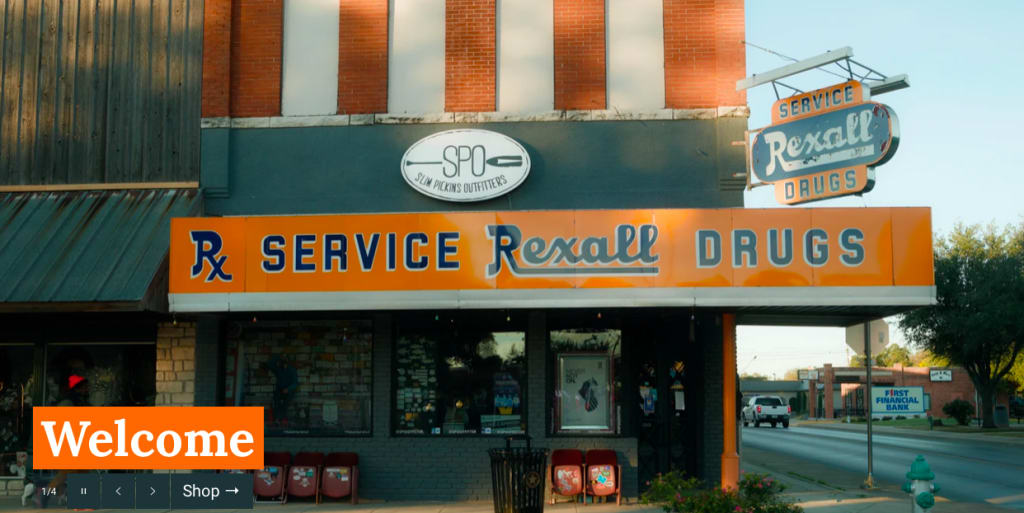 SPO
SLIM PICKINS OUTFITTERS
SERVICE
Rexall
DRUGS
Rx SERVICE Rexall DRUGS
FIRST
FINANCIAL
BANK
Welcome
1/4
Shop →